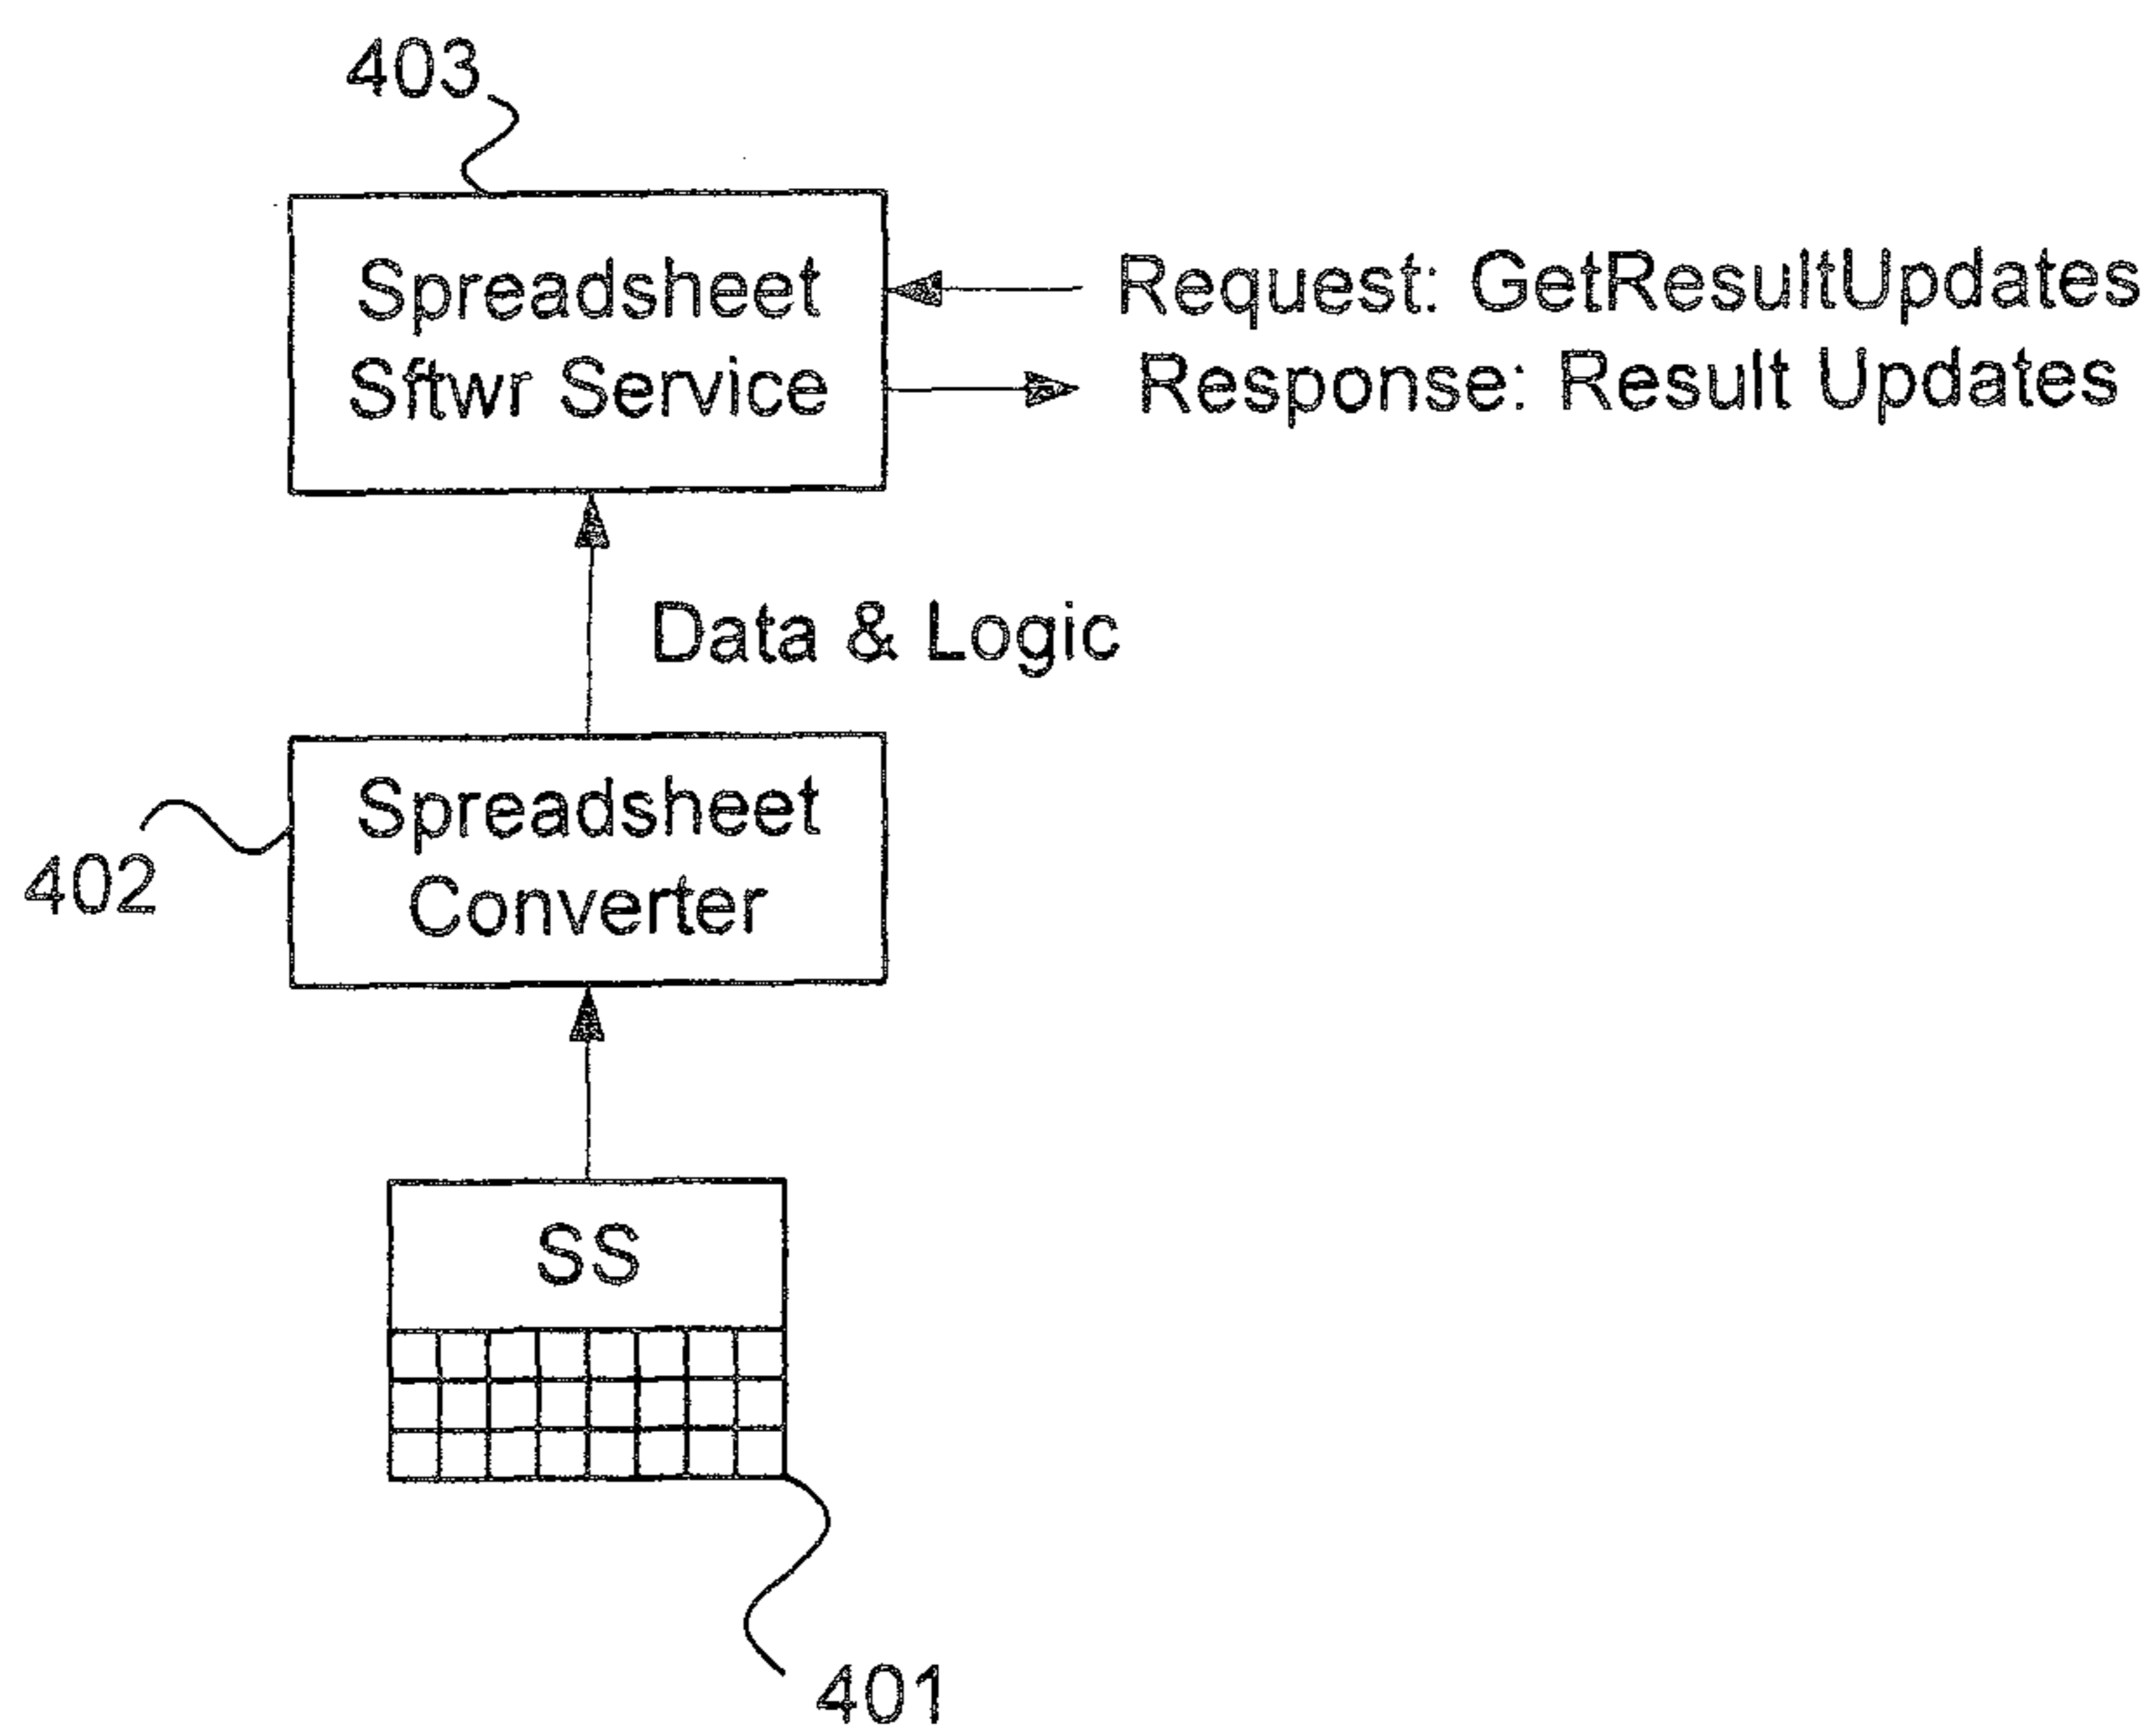 403
Spreadsheet
Sftwr Service
Request: GetResultUpdates
Response: Result Updates
Data & Logic
Spreadsheet
Converter
402
SS
401